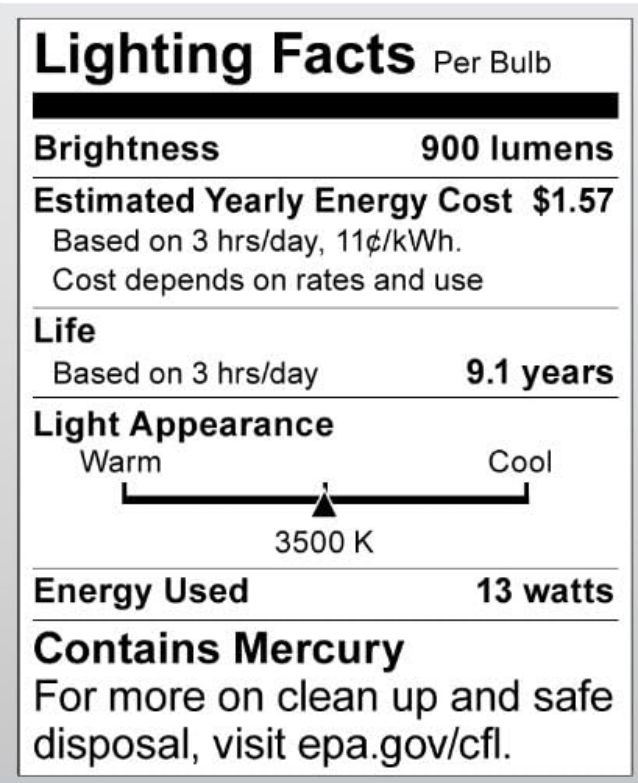 Lighting Facts Per Bulb
Brightness 900 lumens
Estimated Yearly Energy Cost $1.57
Based on 3 hrs/day, 11¢/kWh.
Cost depends on rates and use
Life
Based on 3 hrs/day 9.1 years
Light Appearance
Warm Cool
3500 K
Energy Used 13 watts
Contains Mercury
For more on clean up and safe
disposal, visit epa.gov/cfl.